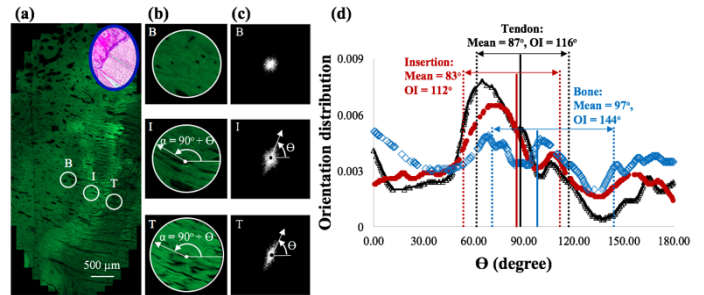 (a)
(b)
(c)
(d)
B
I
T
500 µm
B
I
α = 90° + Ɵ
T
α = 90° + Ɵ
B
I
Ɵ
T
Ɵ
Tendon:
Mean = 87°, OI = 116°
Insertion:
Mean = 83°
OI = 112°
Bone:
Mean = 97°,
OI = 144°
Orientation distribution
0.009
0.006
0.003
0
0.00
30.00
60.00
90.00
120.00
150.00
180.00
Ɵ (degree)